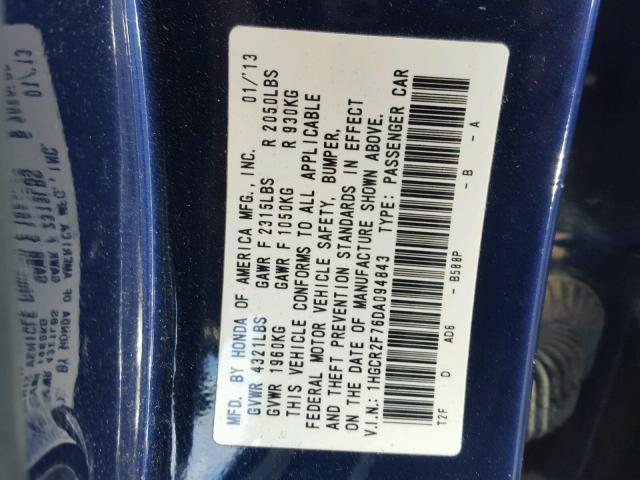 MFD. BY HONDA OF AMERICA MFG., INC. 01/'13
GVWR 4321LBS GAWR F 2315LBS R 2050LBS
GVWR 1960KG GAWR F 1050KG R 930KG
THIS VEHICLE CONFORMS TO ALL APPLICABLE
FEDERAL MOTOR VEHICLE SAFETY, BUMPER,
AND THEFT PREVENTION STANDARDS IN EFFECT
ON THE DATE OF MANUFACTURE SHOWN ABOVE.
V.I.N.: 1HGCR2F76DA094843 TYPE: PASSENGER CAR
T2F D AD6 - B588P - B - A